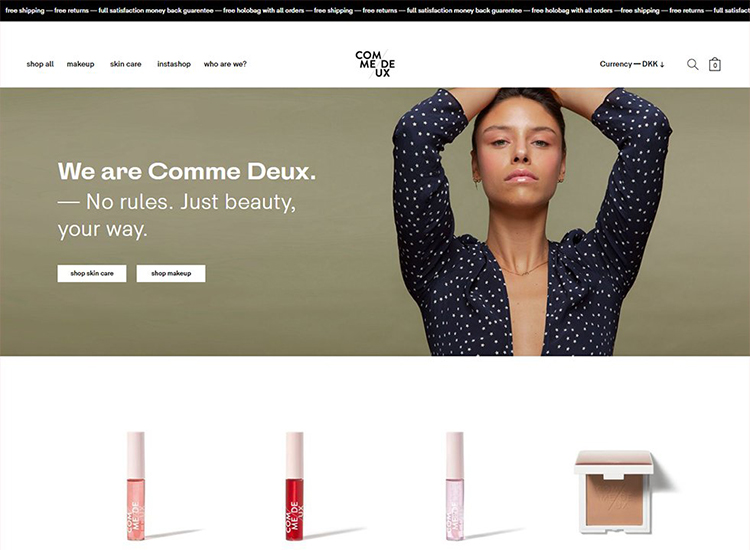 free shipping — free returns — full satisfaction money back guarentee — free holobag with all orders — free shipping — free returns — full satisfaction money back guarentee — free holobag with all orders —free shipping — free returns — full satisfact
shop all makeup skin care instashop who are we?
COM
ME DE
UX
Currency — DKK ↓
0
We are Comme Deux.
— No rules. Just beauty,
your way.
shop skin care shop makeup
COM
ME DE
UX
COM
ME DE
UX
COM
ME DE
UX